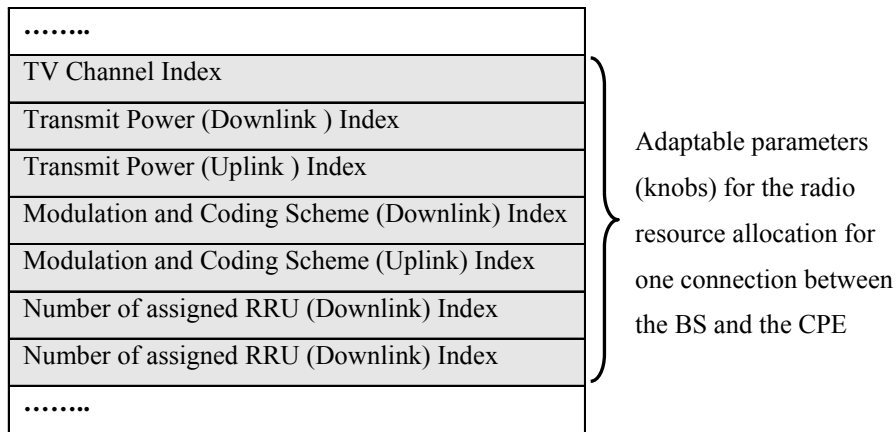 ……..
TV Channel Index
Transmit Power (Downlink ) Index
Transmit Power (Uplink ) Index
Modulation and Coding Scheme (Downlink) Index
Modulation and Coding Scheme (Uplink) Index
Number of assigned RRU (Downlink) Index
Number of assigned RRU (Downlink) Index
……..
Adaptable parameters
(knobs) for the radio
resource allocation for
one connection between
the BS and the CPE